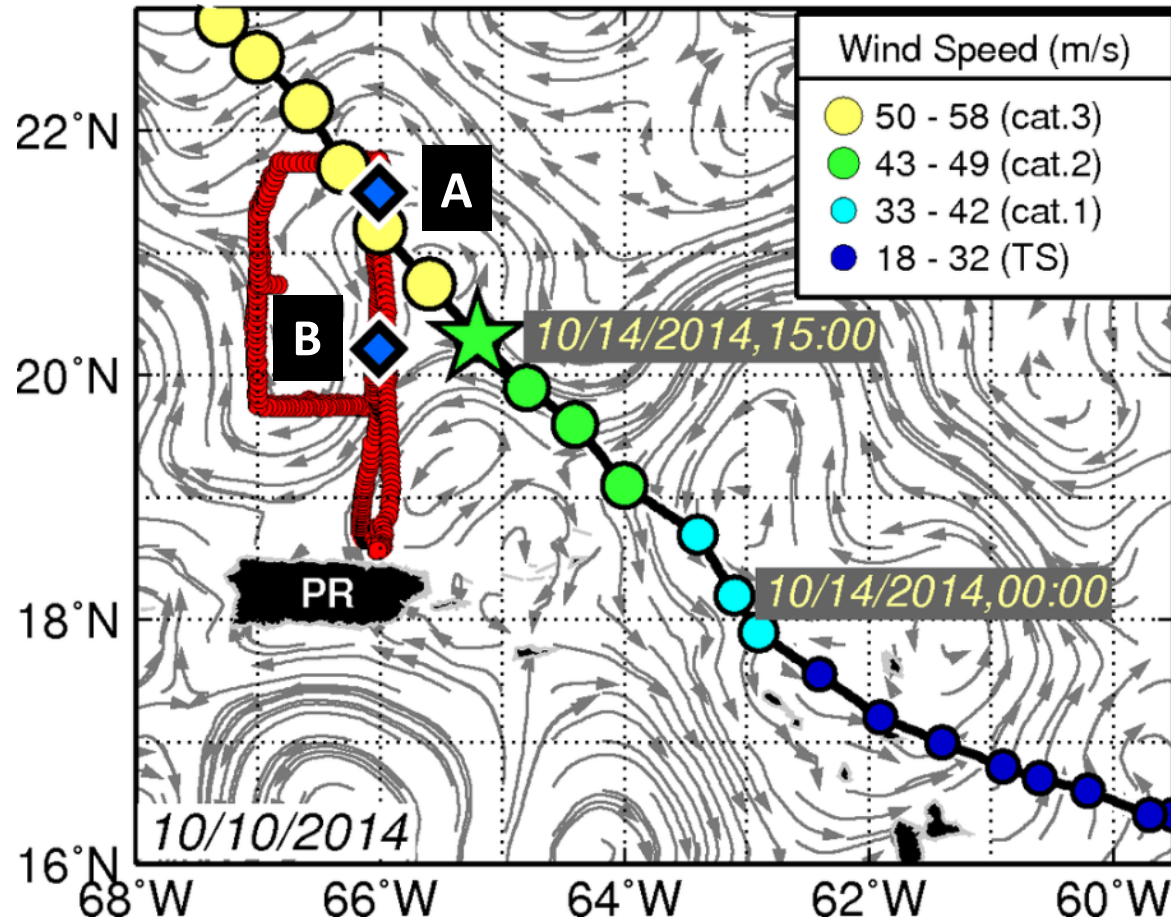 Wind Speed (m/s)
50 - 58 (cat.3)
43 - 49 (cat.2)
33 - 42 (cat.1)
18 - 32 (TS)
22°N
A
B
10/14/2014,15:00
20°N
10/14/2014,00:00
PR
18°N
10/10/2014
16°N
68°W 66°W 64°W 62°W 60°W